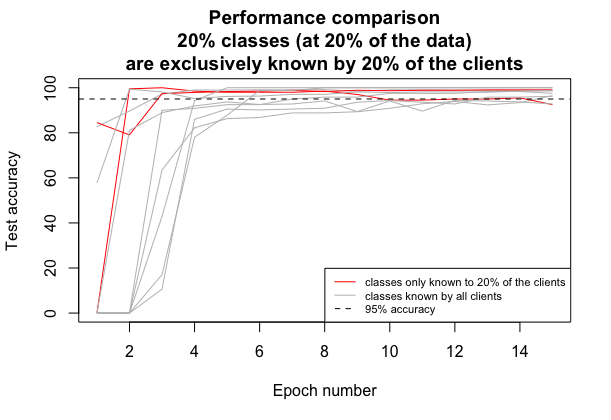 Performance comparison
20% classes (at 20% of the data)
are exclusively known by 20% of the clients
Test accuracy
100
80
60
40
20
0
classes only known to 20% of the clients
classes known by all clients
95% accuracy
2 4 6 8 10 12 14
Epoch number